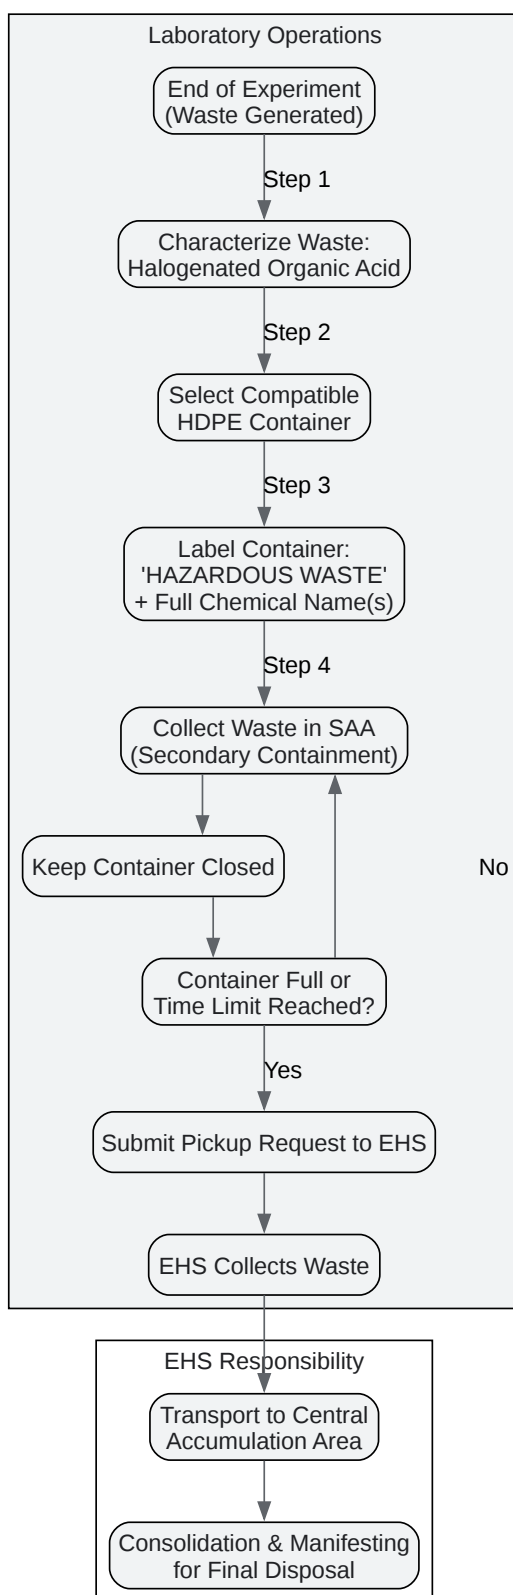 Laboratory Operations
End of Experiment
(Waste Generated)
Step 1
Characterize Waste:
Halogenated Organic Acid
Step 2
Select Compatible
HDPE Container
Step 3
Label Container:
'HAZARDOUS WASTE'
+ Full Chemical Name(s)
Step 4
Collect Waste in SAA
(Secondary Containment)
Keep Container Closed
No
Container Full or
Time Limit Reached?
Yes
Submit Pickup Request to EHS
EHS Collects Waste
EHS Responsibility
Transport to Central
Accumulation Area
Consolidation & Manifesting
for Final Disposal